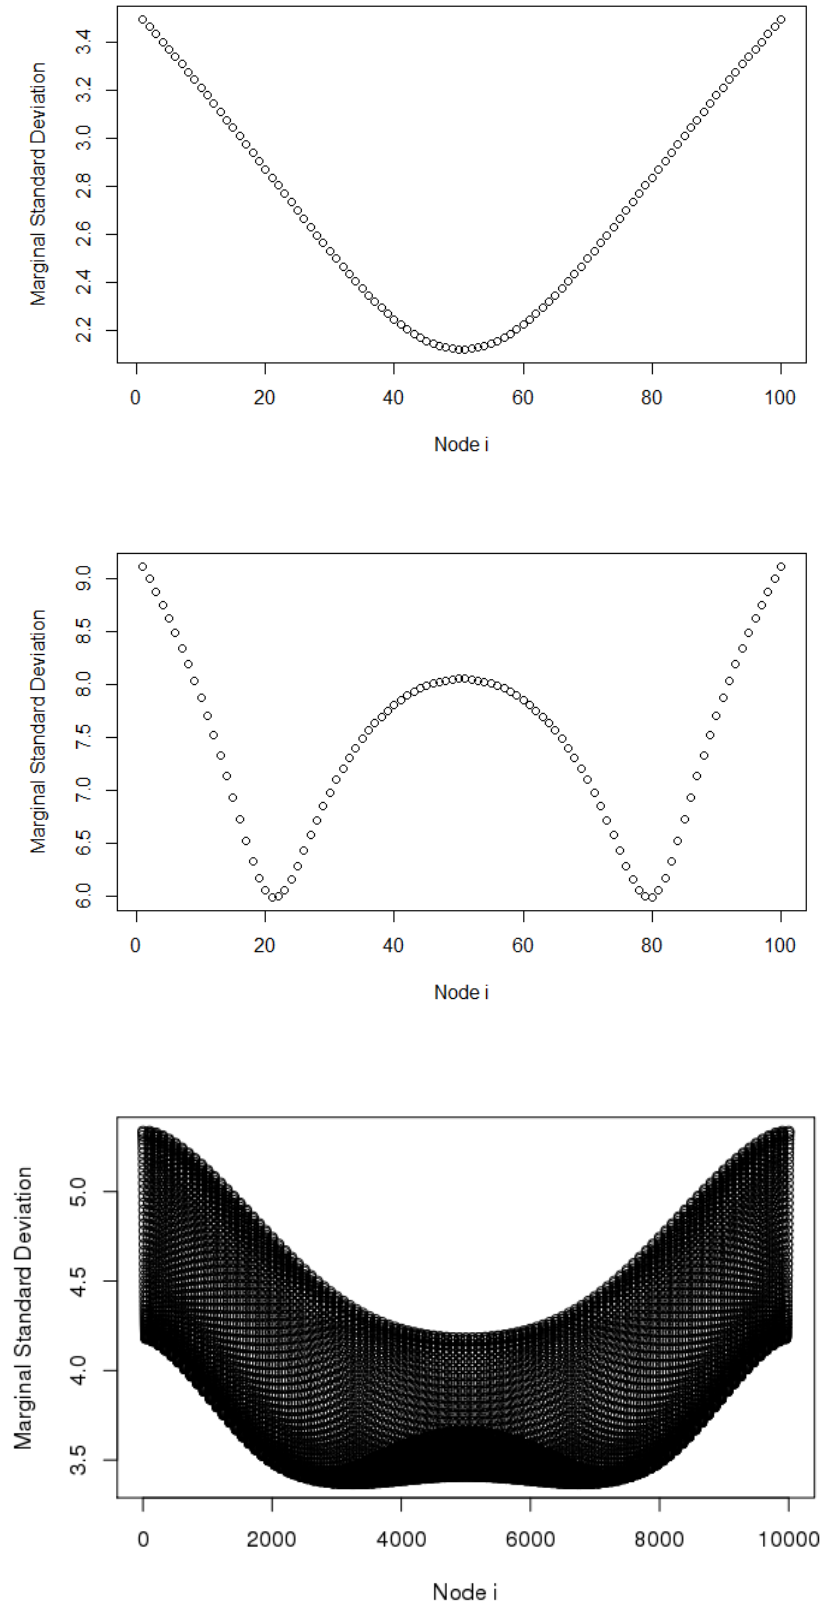 Marginal Standard Deviation
3.4
3.2
3.0
2.8
2.6
2.4
2.2
0 20 40 60 80 100
Node i
Marginal Standard Deviation
9.0
8.5
8.0
7.5
7.0
6.5
6.0
0 20 40 60 80 100
Node i
Marginal Standard Deviation
5.0
4.5
4.0
3.5
0 2000 4000 6000 8000 10000
Node i